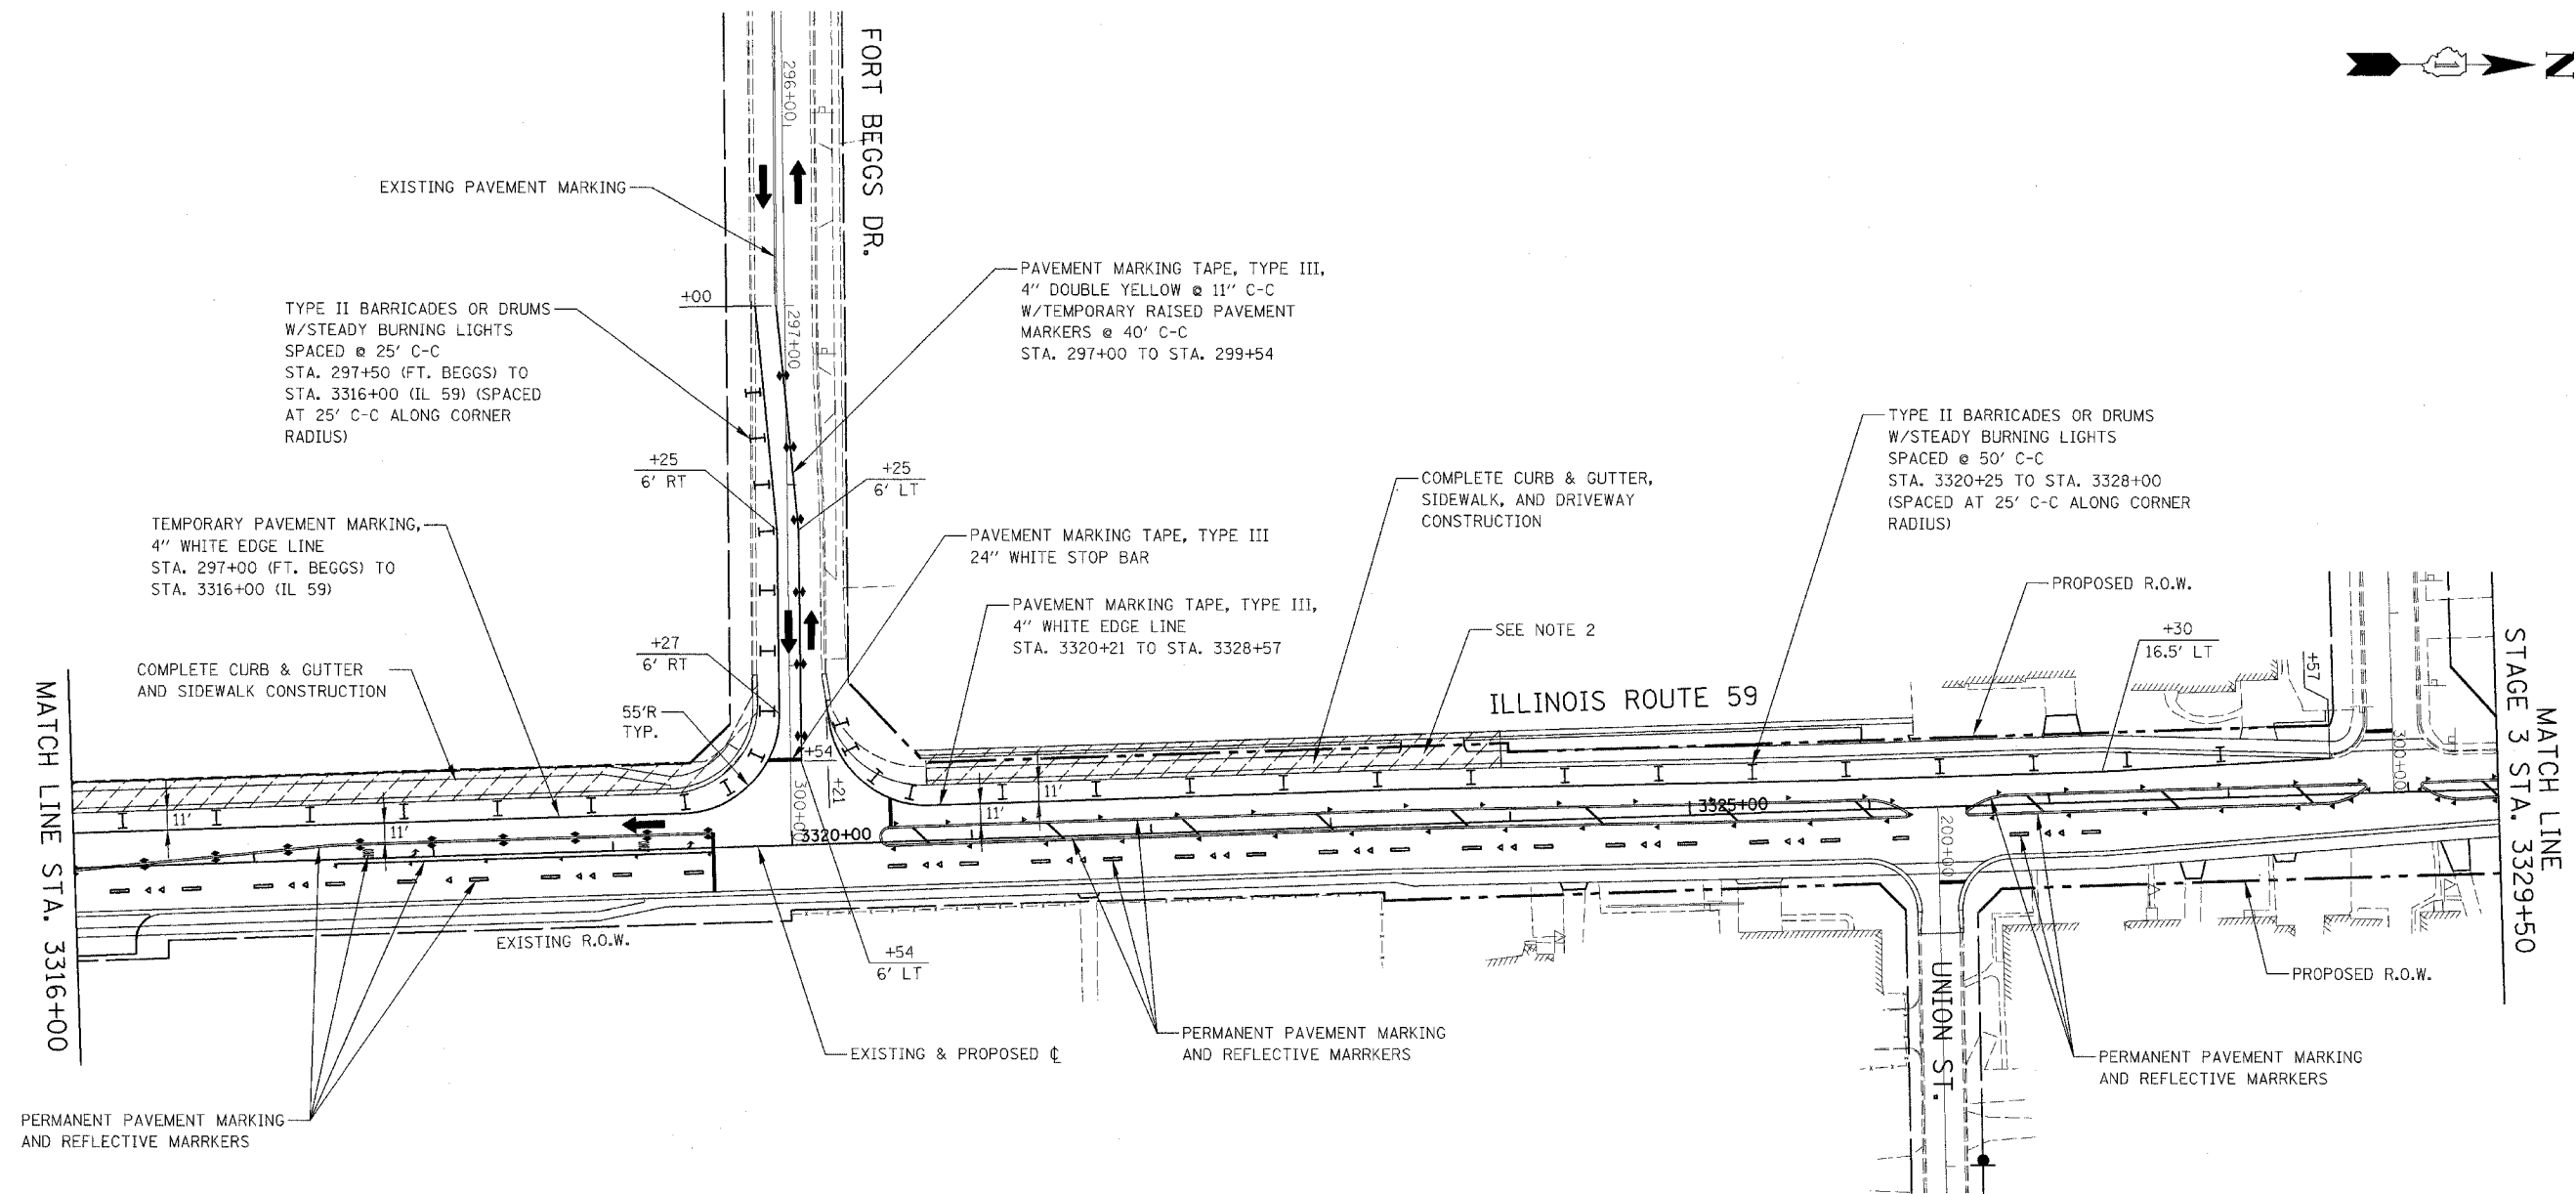 FORT BEGGS DR.
N
296+00
EXISTING PAVEMENT MARKING
+00
297+00
PAVEMENT MARKING TAPE, TYPE III,
4" DOUBLE YELLOW @ 11" C-C
W/TEMPORARY RAISED PAVEMENT
MARKERS @ 40' C-C
STA. 297+00 TO STA. 299+54
TYPE II BARRICADES OR DRUMS
W/STEADY BURNING LIGHTS
SPACED @ 25' C-C
STA. 297+50 (FT. BEGGS) TO
STA. 3316+00 (IL 59) (SPACED
AT 25' C-C ALONG CORNER
RADIUS)
+25
6' RT
+25
6' LT
TYPE II BARRICADES OR DRUMS
W/STEADY BURNING LIGHTS
SPACED @ 50' C-C
STA. 3320+25 TO STA. 3328+00
(SPACED AT 25' C-C ALONG CORNER
RADIUS)
COMPLETE CURB & GUTTER,
SIDEWALK, AND DRIVEWAY
CONSTRUCTION
TEMPORARY PAVEMENT MARKING,
4" WHITE EDGE LINE
STA. 297+00 (FT. BEGGS) TO
STA. 3316+00 (IL 59)
PAVEMENT MARKING TAPE, TYPE III
24" WHITE STOP BAR
PROPOSED R.O.W.
PAVEMENT MARKING TAPE, TYPE III,
4" WHITE EDGE LINE
STA. 3320+21 TO STA. 3328+57
SEE NOTE 2
+30
16.5' LT
+57
+27
6' RT
COMPLETE CURB & GUTTER
AND SIDEWALK CONSTRUCTION
55'R
TYP.
ILLINOIS ROUTE 59
MATCH LINE STA. 3316+00
STAGE 3 STA. 3329+50
MATCH LINE
+54
+21
300+00
300+00
11'
11'
11'
11'
3320+00
3325+00
200+00
EXISTING R.O.W.
+54
6' LT
UNION ST.
PROPOSED R.O.W.
PERMANENT PAVEMENT MARKING
AND REFLECTIVE MARRKERS
EXISTING & PROPOSED ℄
PERMANENT PAVEMENT MARKING
AND REFLECTIVE MARRKERS
PERMANENT PAVEMENT MARKING
AND REFLECTIVE MARRKERS